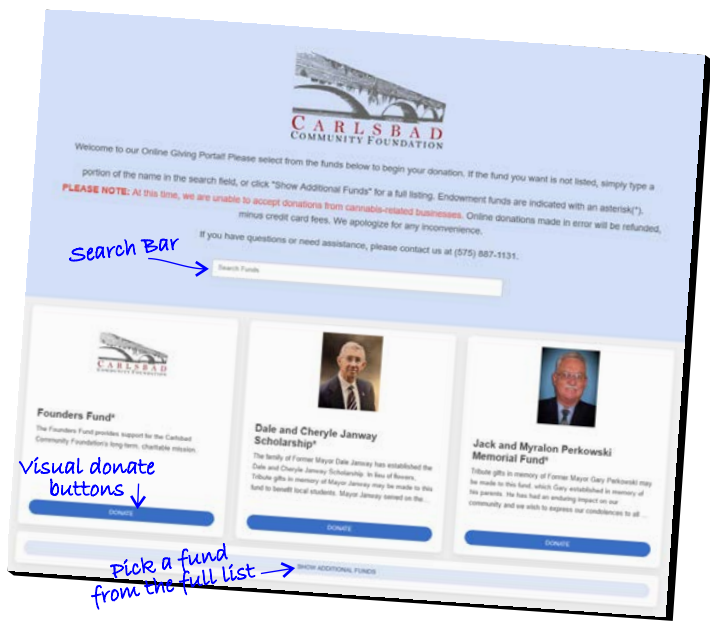 CARLSBAD
COMMUNITY FOUNDATION
Welcome to our Online Giving Portal! Please select from the funds below to begin your donation. If the fund you want is not listed, simply type a
portion of the name in the search field, or click "Show Additional Funds" for a full listing. Endowment funds are indicated with an asterisk(*).
PLEASE NOTE: At this time, we are unable to accept donations from cannabis-related businesses. Online donations made in error will be refunded,
minus credit card fees. We apologize for any inconvenience.
If you have questions or need assistance, please contact us at (575) 887-1131.
Search Bar
Search Funds
CARLSBAD
COMMUNITY FOUNDATION
Founders Fund*
The Founders Fund provides support for the Carlsbad
Community Foundation's long-term, charitable mission.
Visual donate
buttons
DONATE
Dale and Cheryle Janway
Scholarship*
The family of Former Mayor Dale Janway has established the
Dale and Cheryle Janway Scholarship. In lieu of flowers,
Tribute gifts in memory of Mayor Janway may be made to this
fund to benefit local students. Mayor Janway served on the...
DONATE
Jack and Myralon Perkowski
Memorial Fund*
Tribute gifts in memory of Former Mayor Gary Perkowski may
be made to this fund, which Gary established in memory of
his parents. He has had an enduring impact on our
community and we wish to express our condolences to all ...
DONATE
Pick a fund
from the full list
SHOW ADDITIONAL FUNDS